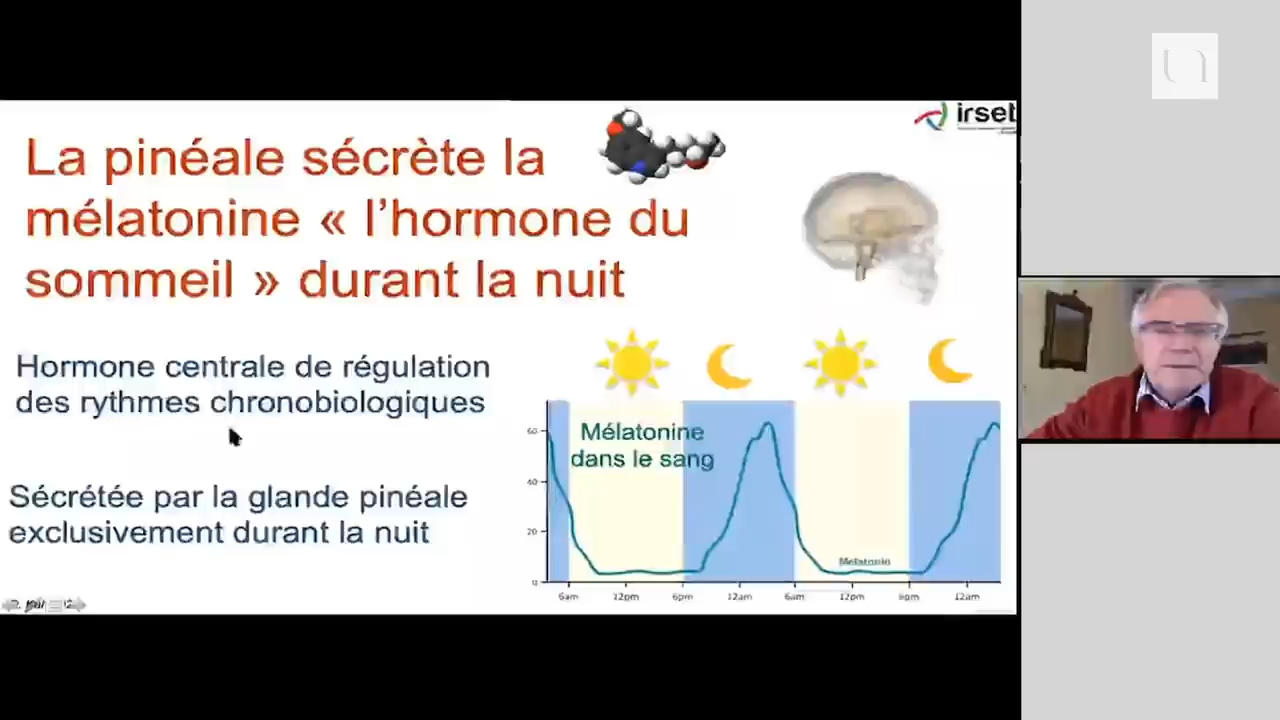 irset
La pinéale sécrète la
mélatonine « l'hormone du
sommeil » durant la nuit
Hormone centrale de régulation
des rythmes chronobiologiques
Sécrétée par la glande pinéale
exclusivement durant la nuit
Mélatonine
dans le sang
60
40
20
0
Melatonin
6am 12pm 6pm 12am 6am 12pm 6pm 12am